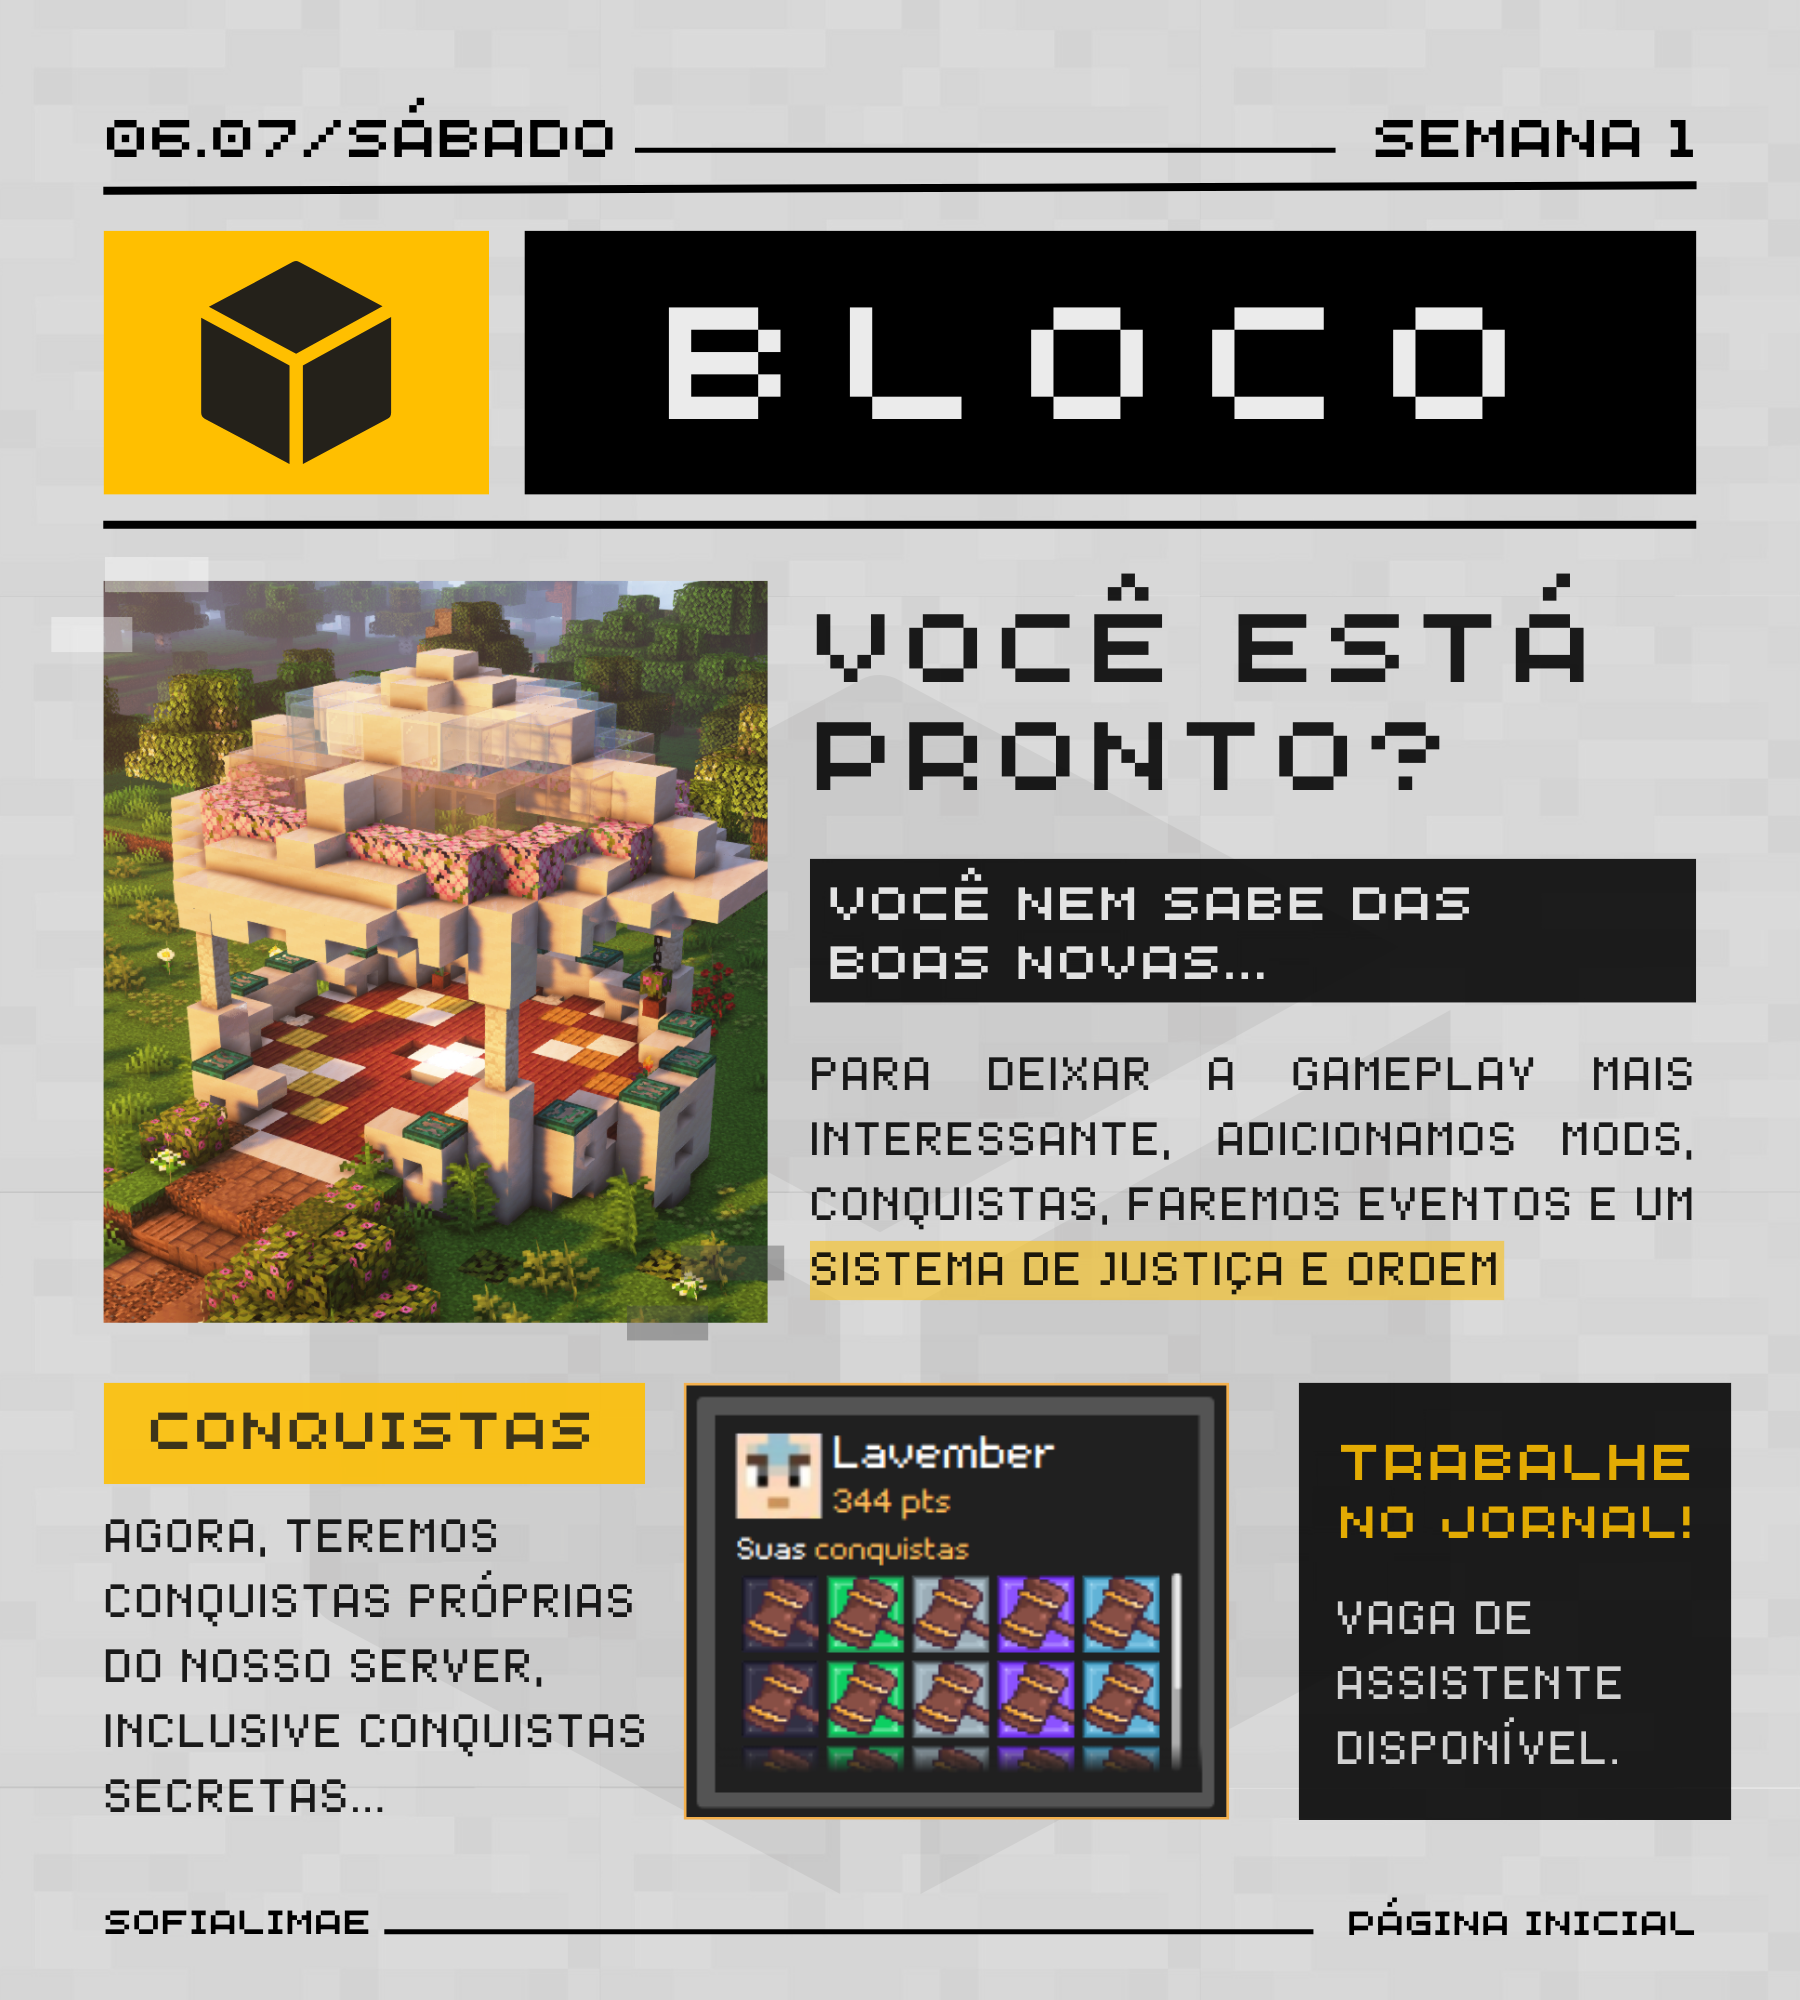 06.07/SÁBADO
SEMANA 1
BLOCO
VOCÊ ESTÁ
PRONTO?
VOCÊ NEM SABE DAS
BOAS NOVAS...
PARA DEIXAR A GAMEPLAY MAIS
INTERESSANTE, ADICIONAMOS MODS,
CONQUISTAS, FAREMOS EVENTOS E UM
SISTEMA DE JUSTIÇA E ORDEM
CONQUISTAS
AGORA, TEREMOS
CONQUISTAS PRÓPRIAS
DO NOSSO SERVER,
INCLUSIVE CONQUISTAS
SECRETAS...
Lavember
344 pts
Suas conquistas
TRABALHE
NO JORNAL!
VAGA DE
ASSISTENTE
DISPONÍVEL.
SOFIALIMAE
PÁGINA INICIAL